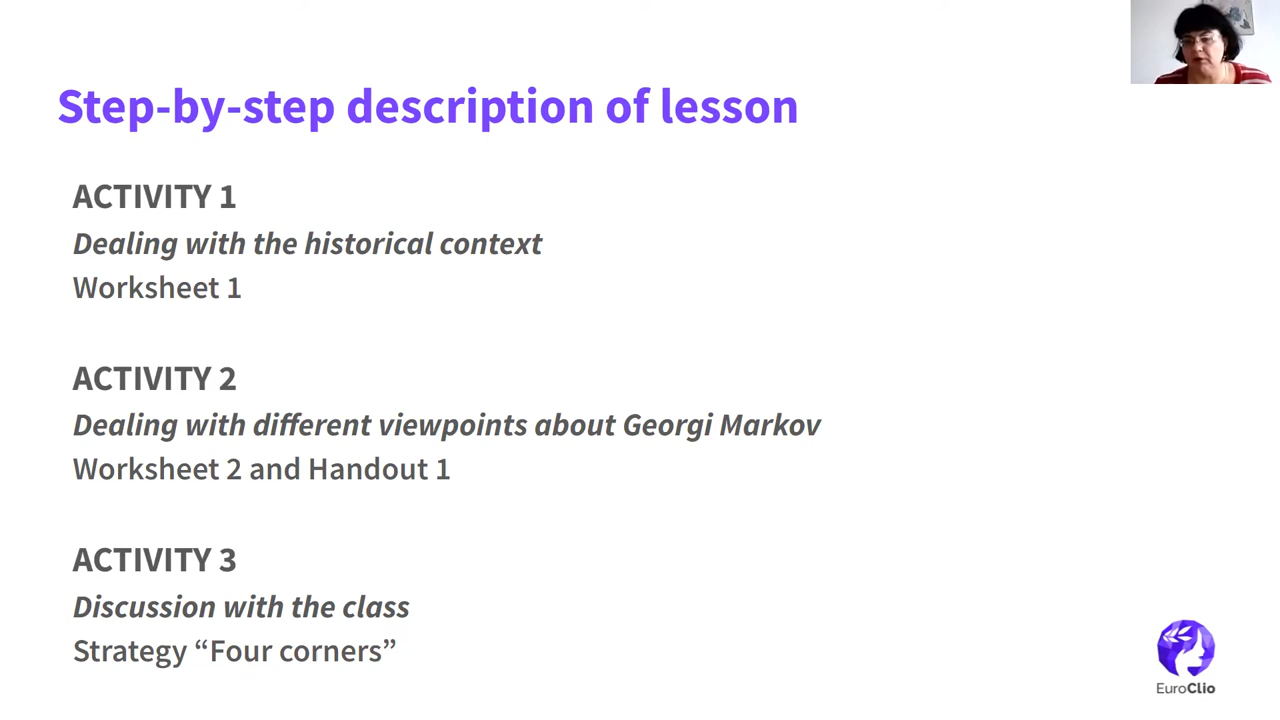 Step-by-step description of lesson
ACTIVITY 1
Dealing with the historical context
Worksheet 1
ACTIVITY 2
Dealing with different viewpoints about Georgi Markov
Worksheet 2 and Handout 1
ACTIVITY 3
Discussion with the class
Strategy “Four corners”
EuroClio